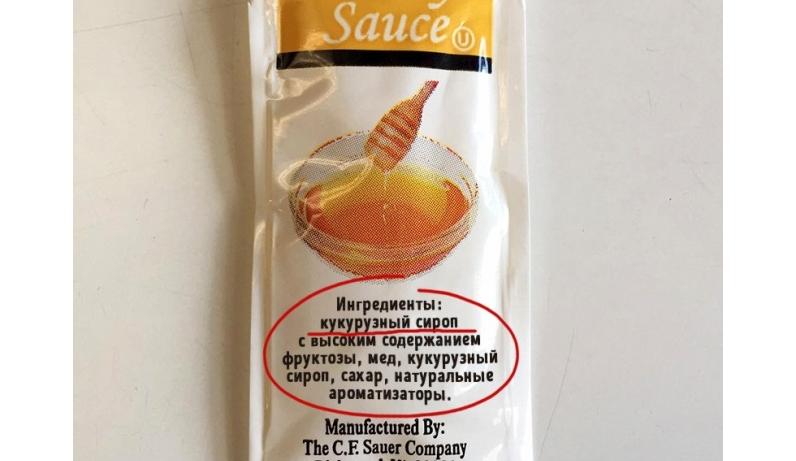 Sauce
Ингредиенты:
кукурузный сироп
с высоким содержанием
фруктозы, мед, кукурузный
сироп, сахар, натуральные
ароматизаторы.
Manufactured By:
The C.F. Sauer Company